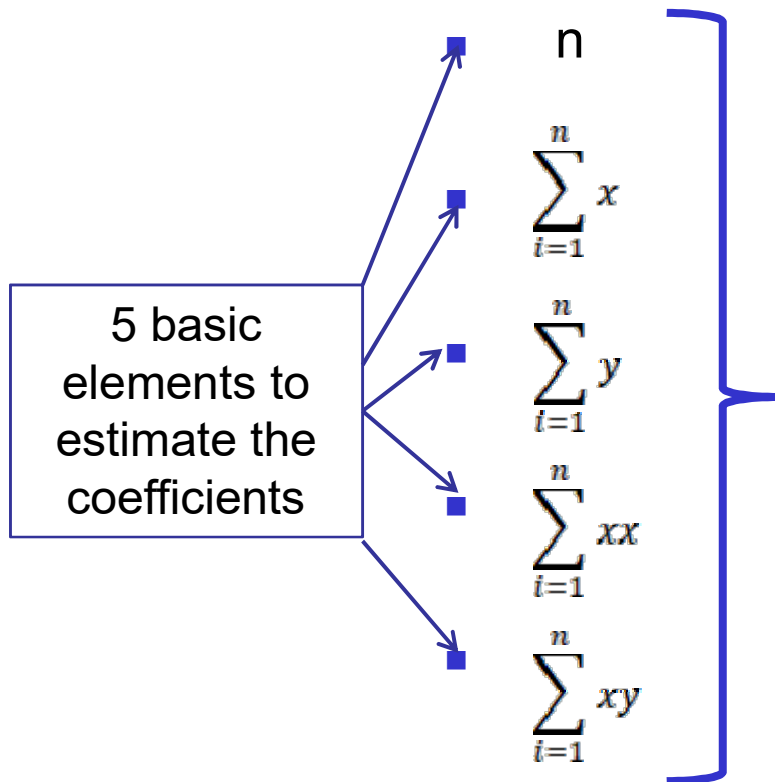 n
n
∑ x
i=1
5 basic
elements to
estimate the
coefficients
n
∑ y
i=1
n
∑ xx
i=1
n
∑ xy
i=1